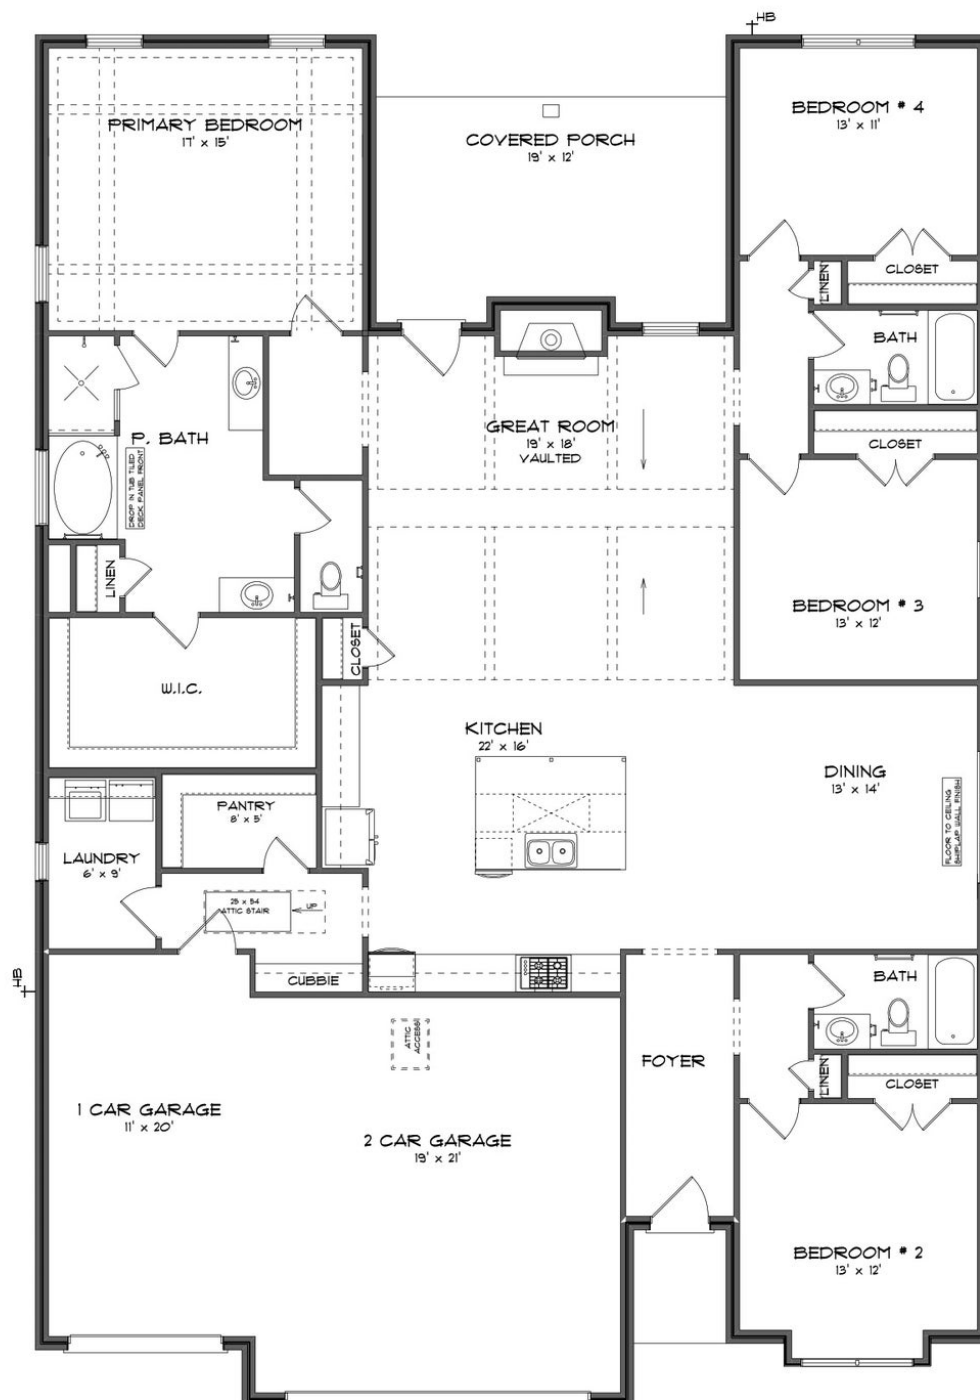 HB
PRIMARY BEDROOM
17' x 15'
COVERED PORCH
19' x 12'
BEDROOM # 4
13' x 11'
LINEN
CLOSET
BATH
CLOSET
P. BATH
DROP IN TUB TILED
DECK PANEL FRONT
GREAT ROOM
19' x 18'
VAULTED
LINEN
BEDROOM # 3
13' x 12'
CLOSET
W.I.C.
KITCHEN
22' x 16'
DINING
13' x 14'
FLOOR TO CEILING
SHIPLAP WALL FINISH
PANTRY
8' x 5'
LAUNDRY
6' x 9'
25 x 54
ATTIC STAIR
UP
HB
CUBBIE
BATH
ATTIC
ACCESS
FOYER
LINEN
CLOSET
1 CAR GARAGE
11' x 20'
2 CAR GARAGE
19' x 21'
BEDROOM # 2
13' x 12'